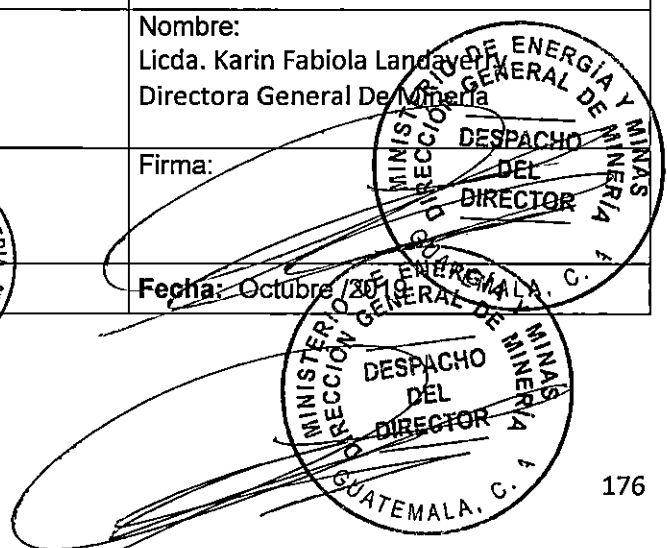 Nombre:
Licda. Karin Fabiola Landaverry
Directora General De Minería
MINISTERIO DE ENERGÍA Y MINAS
DIRECCIÓN GENERAL DE MINERÍA
DESPACHO
DEL
DIRECTOR
GUATEMALA, C. A
Firma:
Fecha: Octubre /2019
MINISTERIO DE ENERGÍA Y MINAS
DIRECCIÓN GENERAL DE MINERÍA
DESPACHO
DEL
DIRECTOR
GUATEMALA, C. A
176